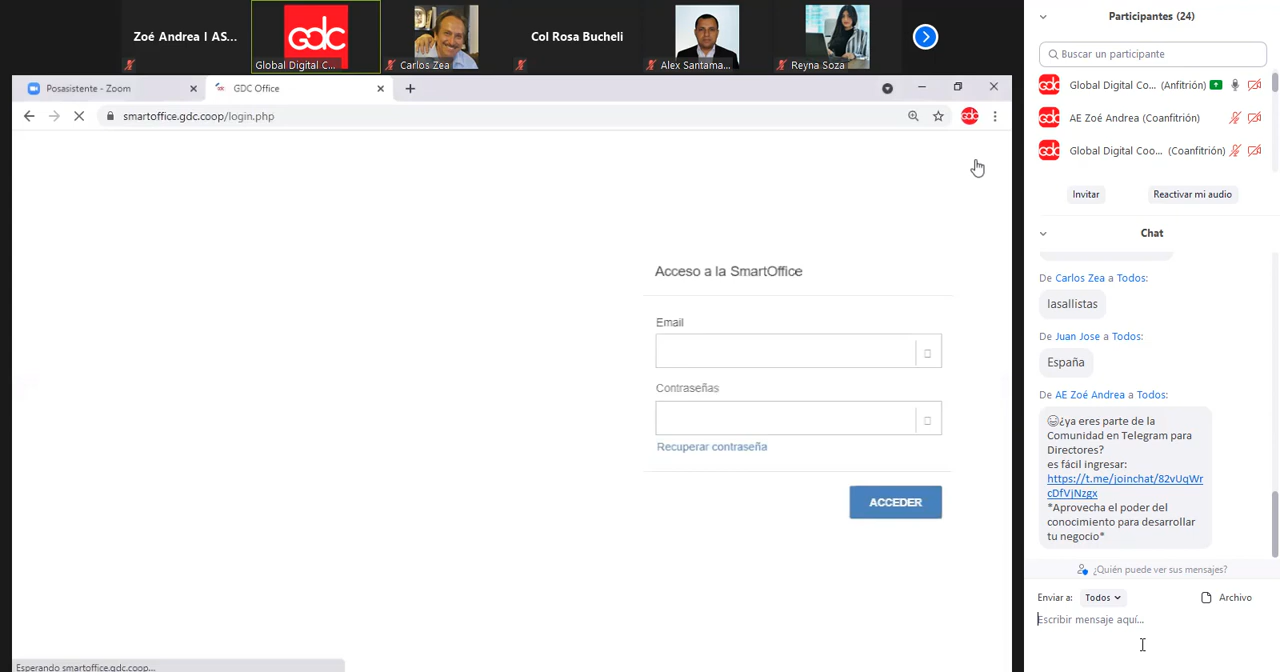 Zoé Andrea I AS...
gdc
Global Digital C...
Carlos Zea
Col Rosa Bucheli
Alex Santama...
Reyna Soza
Posasistente - Zoom
GDC Office
smartoffice.gdc.coop/login.php
gdc
Acceso a la SmartOffice
Email
Contraseñas
Recuperar contraseña
ACCEDER
Esperando smartoffice.gdc.coop...
Participantes (24)
Buscar un participante
gdc Global Digital Co... (Anfitrión)
gdc AE Zoé Andrea (Coanfitrión)
gdc Global Digital Coo... (Coanfitrión)
Invitar Reactivar mi audio
Chat
De Carlos Zea a Todos:
lasallistas
De Juan Jose a Todos:
España
De AE Zoé Andrea a Todos:
😄¿ya eres parte de la
Comunidad en Telegram para
Directores?
es fácil ingresar:
https://t.me/joinchat/82vUqWr
cDfVjNzgx
*Aprovecha el poder del
conocimiento para desarrollar
tu negocio*
¿Quién puede ver sus mensajes?
Enviar a: Todos Archivo
Escribir mensaje aquí...